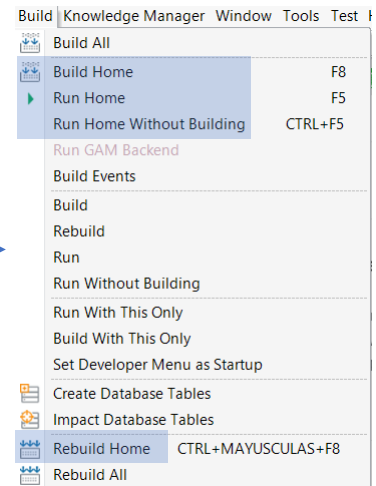 Build Knowledge Manager Window Tools Test
Build All
Build Home F8
Run Home F5
Run Home Without Building CTRL+F5
Run GAM Backend
Build Events
Build
Rebuild
Run
Run Without Building
Run With This Only
Build With This Only
Set Developer Menu as Startup
Create Database Tables
Impact Database Tables
Rebuild Home CTRL+MAYUSCULAS+F8
Rebuild All